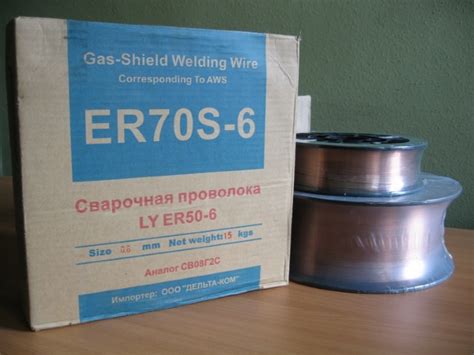 Gas-Shield Welding Wire
Corresponding To AWS
ER70S-6
Сварочная проволока
LY ER50-6
Size mm Net weight:15 kgs
Аналог СВ08Г2С
Импортер: ООО "ДЕЛЬТА-КОМ"